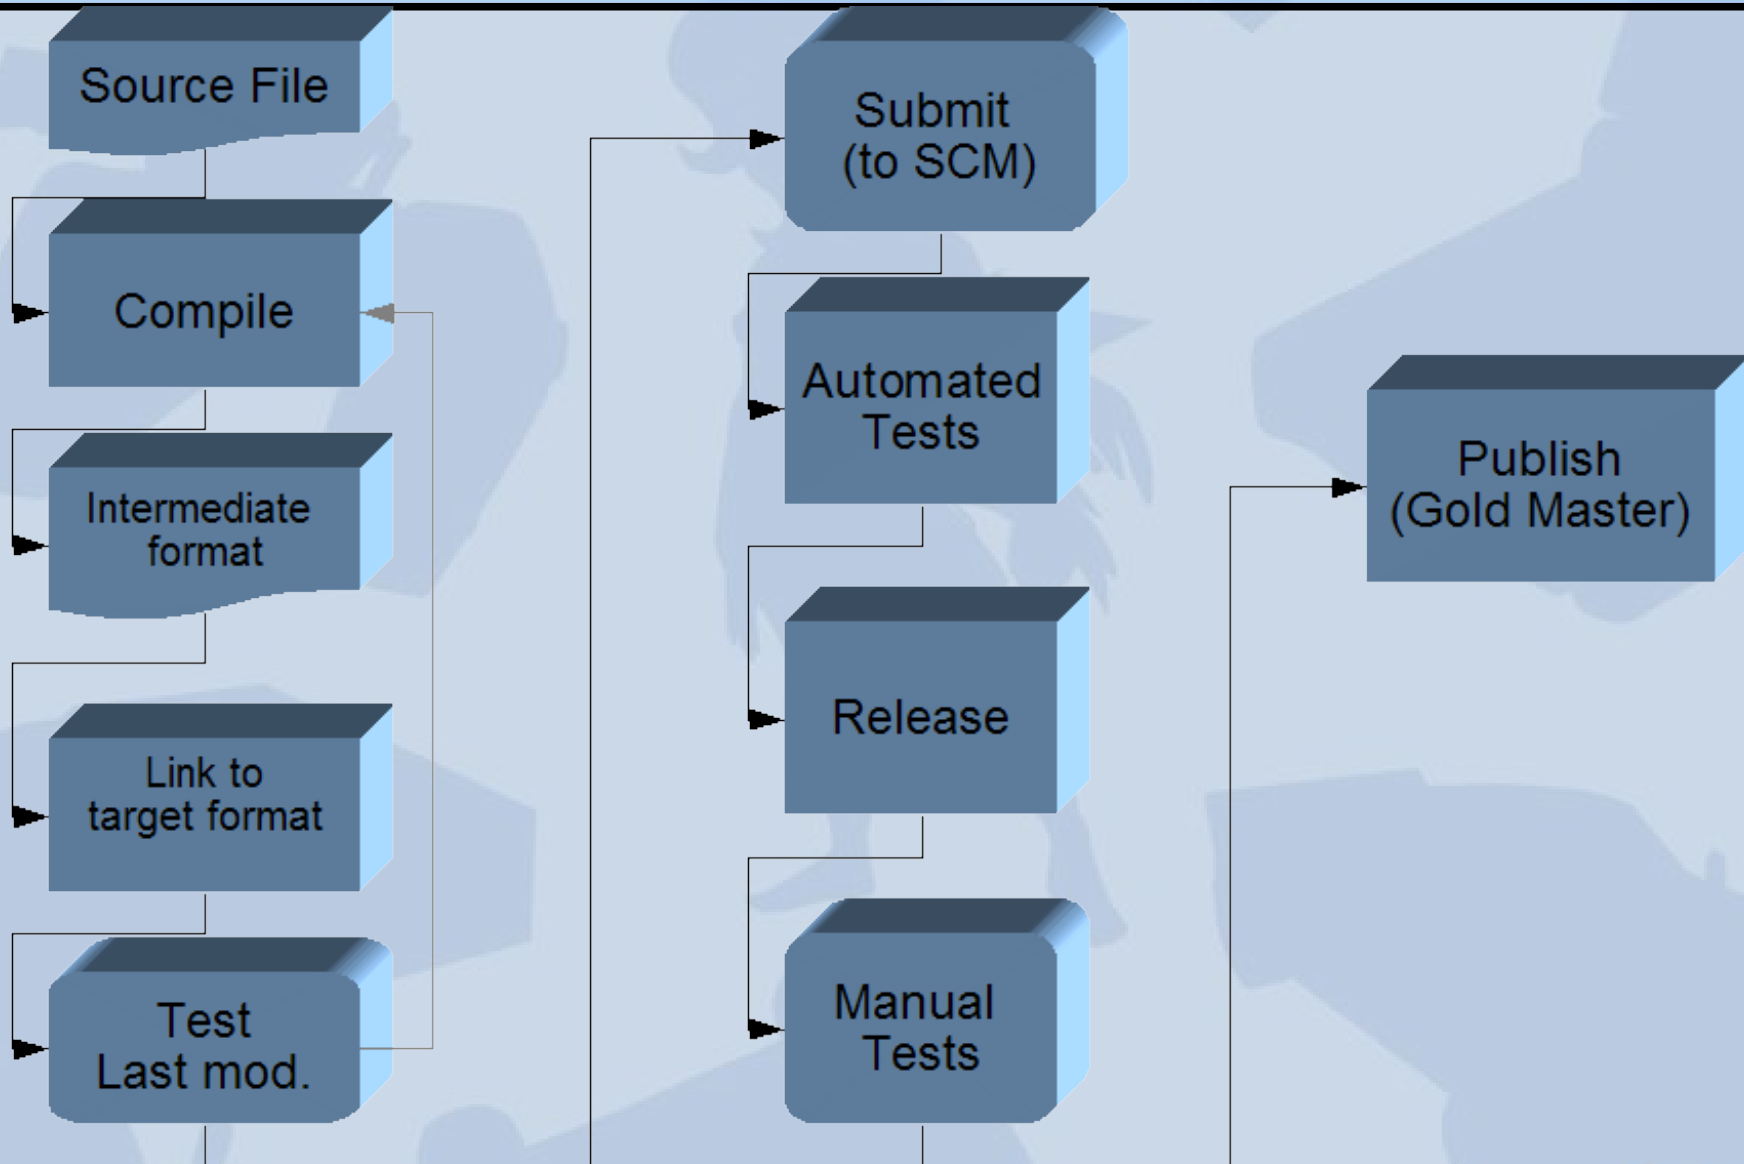 Source File
Compile
Intermediate
format
Link to
target format
Test
Last mod.
Submit
(to SCM)
Automated
Tests
Release
Manual
Tests
Publish
(Gold Master)